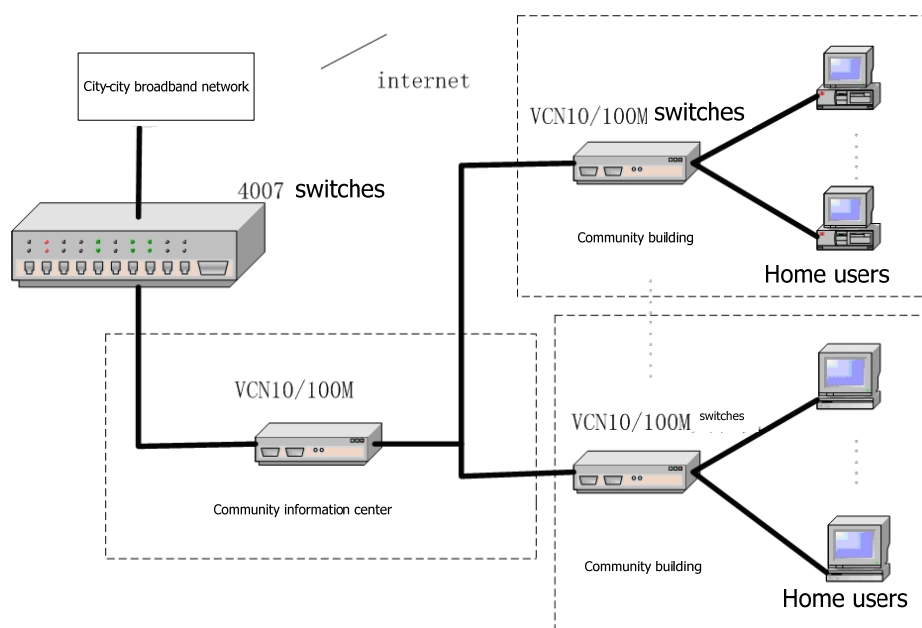 City-city broadband network
internet
4007 switches
VCN10/100M switches
Community building
Home users
VCN10/100M
Community information center
VCN10/100M switches
Community building
Home users